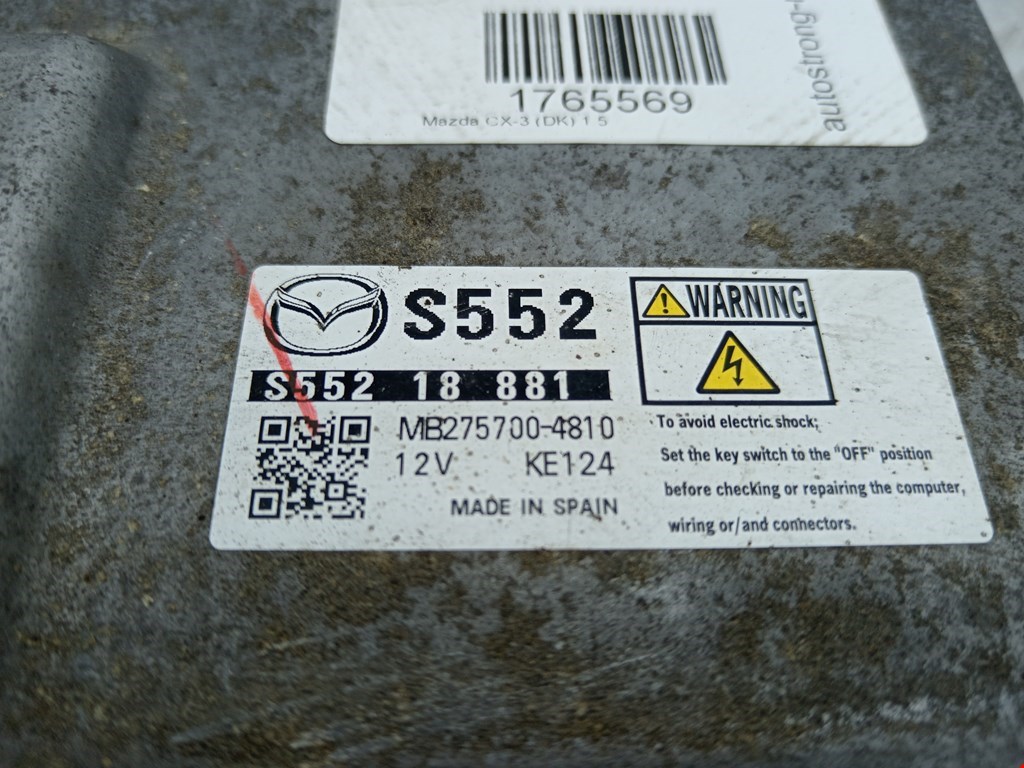 1765569
Mazda CX-3 (DK) 1.5
autostrong-
S552
S552 18 881
MB275700-4810
12V KE124
MADE IN SPAIN
WARNING
To avoid electric shock;
Set the key switch to the "OFF" position
before checking or repairing the computer,
wiring or/and connectors.